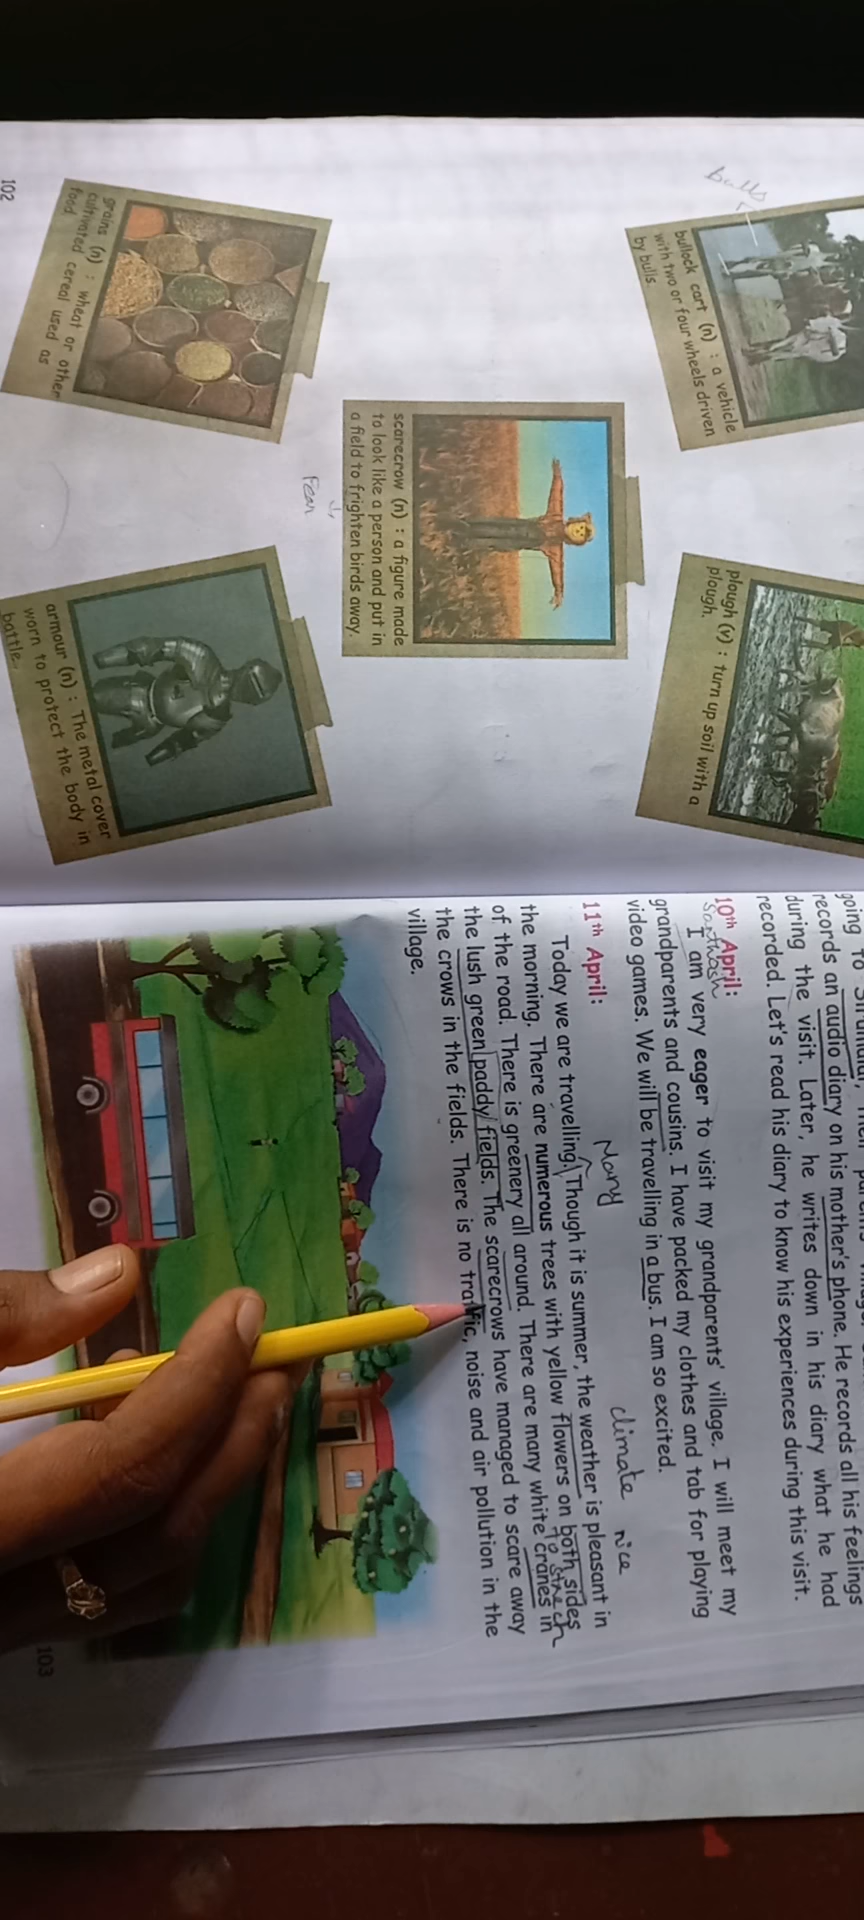 balls
bullock cart (n) : a vehicle
with two or four wheels driven
by bulls.
plough (v) : turn up soil with a
plough.
scarecrow (n) : a figure made
to look like a person and put in
a field to frighten birds away.
Fear
grains (n) : wheat or other
cultivated cereal used as
food
armour (n) : The metal cover
worn to protect the body in
battle.
102
going to
records an audio diary on his mother's phone. He records all his feelings
during the visit. Later, he writes down in his diary what he had
recorded. Let's read his diary to know his experiences during this visit.
10th April:
I am very eager to visit my grandparents' village. I will meet my
grandparents and cousins. I have packed my clothes and tab for playing
video games. We will be travelling in a bus. I am so excited.
Many climate nice
11th April:
Today we are travelling. Though it is summer, the weather is pleasant in
the morning. There are numerous trees with yellow flowers on both sides
of the road. There is greenery all around. There are many white cranes in
the lush green paddy fields. The scarecrows have managed to scare away
the crows in the fields. There is no traffic, noise and air pollution in the
village.
103